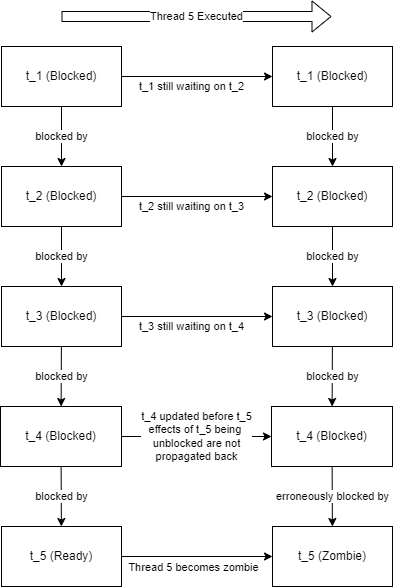 Thread 5 Executed
t_1 (Blocked)
t_1 still waiting on t_2
t_1 (Blocked)
blocked by
blocked by
t_2 (Blocked)
t_2 still waiting on t_3
t_2 (Blocked)
blocked by
blocked by
t_3 (Blocked)
t_3 still waiting on t_4
t_3 (Blocked)
blocked by
blocked by
t_4 (Blocked)
t_4 updated before t_5
effects of t_5 being
unblocked are not
propagated back
t_4 (Blocked)
blocked by
erroneously blocked by
t_5 (Ready)
Thread 5 becomes zombie
t_5 (Zombie)